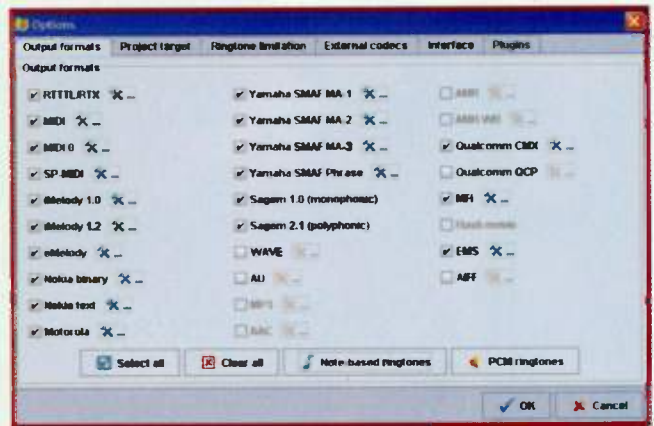 Options
Output formats Project target Ringtone limitation External codecs Interface Plugins
Output formats
RTTTL,RTX ...
MIDI ...
MIDI 0 ...
SP-MIDI ...
iMelody 1.0 ...
iMelody 1.2 ...
eMelody ...
Nokia binary ...
Nokia text ...
Motorola ...
Yamaha SMAF MA-1 ...
Yamaha SMAF MA-2 ...
Yamaha SMAF MA-3 ...
Yamaha SMAF Phrase ...
Sagem 1.0 (monophonic)
Sagem 2.1 (polyphonic)
WAVE ...
AU ...
MP3 ...
AAC ...
AMR ...
AMR WB ...
Qualcomm CMX ...
Qualcomm QCP ...
MFi ...
EMS ...
AIFF ...
Select all Clear all Note-based ringtones PCM ringtones
OK Cancel